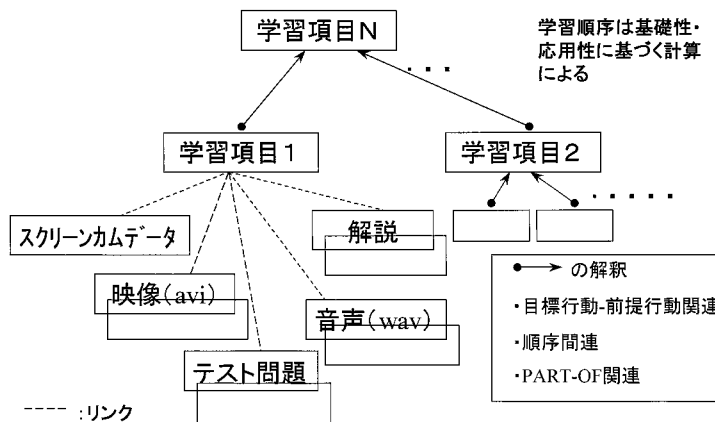 学習項目N
学習順序は基礎性・
応用性に基づく計算
による
・・・
学習項目1
学習項目2
・・・・・
スクリーンカムデータ
解説
映像(avi)
音声(wav)
テスト問題
---- :リンク
の解釈
・目標行動-前提行動関連
・順序間連
・PART-OF関連